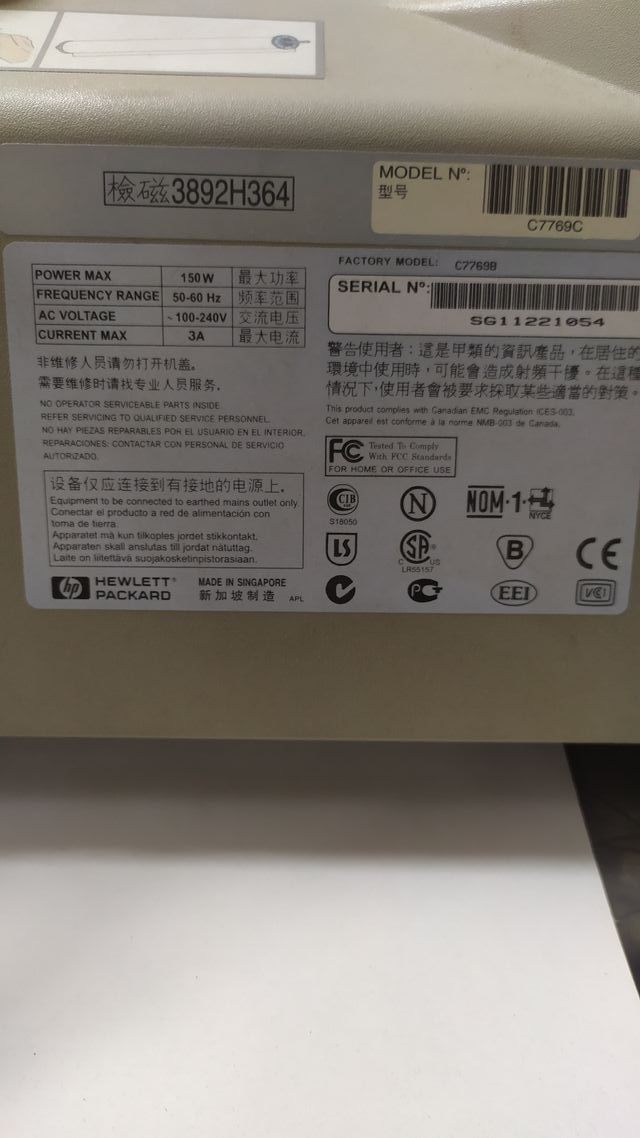 檢磁3892H364
MODEL Nº:
型号
C7769C
FACTORY MODEL: C7769B
SERIAL Nº:
SG11221054
POWER MAX 150W 最大功率
FREQUENCY RANGE 50-60 Hz 频率范围
AC VOLTAGE ~100-240V 交流电压
CURRENT MAX 3A 最大电流
非维修人员请勿打开机盖。
需要维修时请找专业人员服务。
NO OPERATOR SERVICEABLE PARTS INSIDE
REFER SERVICING TO QUALIFIED SERVICE PERSONNEL.
NO HAY PIEZAS REPARABLES POR EL USUARIO EN EL INTERIOR.
REPARACIONES: CONTACTAR CON PERSONAL DE SERVICIO
AUTORIZADO.
设备仅应连接到有接地的电源上。
Equipment to be connected to earthed mains outlet only.
Conectar el producto a red de alimentación con
toma de tierra.
Apparatet må kun tilkoples jordet stikkontakt.
Apparaten skall anslutas till jordat nätuttag.
Laite on liitettävä suojakosketinpistorasiaan.
hp HEWLETT®
PACKARD
MADE IN SINGAPORE
新加坡制造 APL
警告使用者：這是甲類的資訊產品，在居住的
環境中使用時，可能會造成射頻干擾。在這種
情況下，使用者會被要求採取某些適當的對策。
This product complies with Canadian EMC Regulation ICES-003.
Cet appareil est conforme à la norme NMB-003 de Canada.
FC Tested To Comply
With FCC Standards
FOR HOME OR OFFICE USE
CIB N NOM-1
S18050 NYCE
LS SA B CE
C US
LR55157
PC EEI VCI